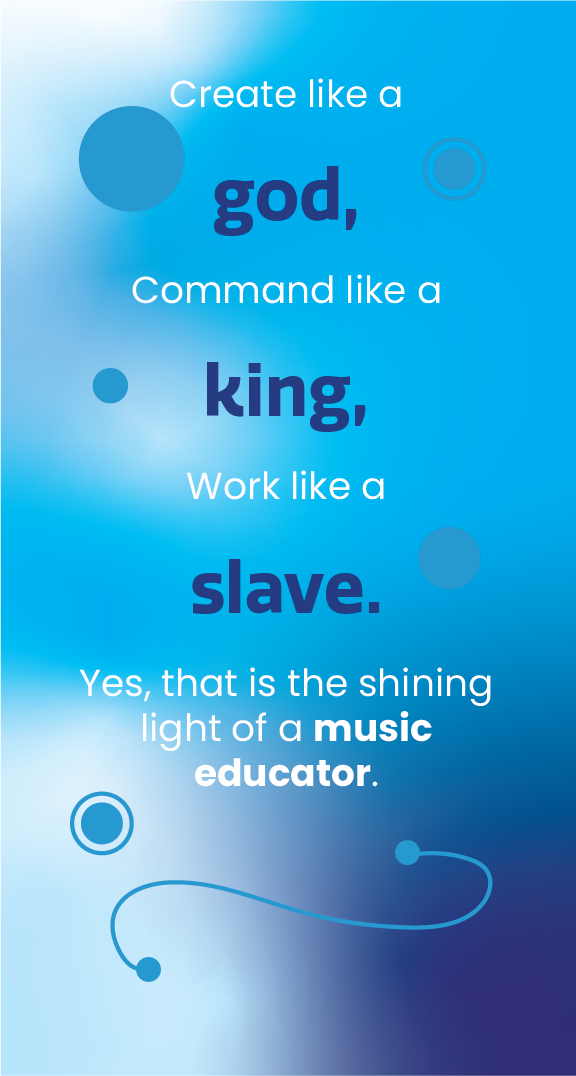 Create like a
god,
Command like a
king,
Work like a
slave.
Yes, that is the shining
light of a music
educator.